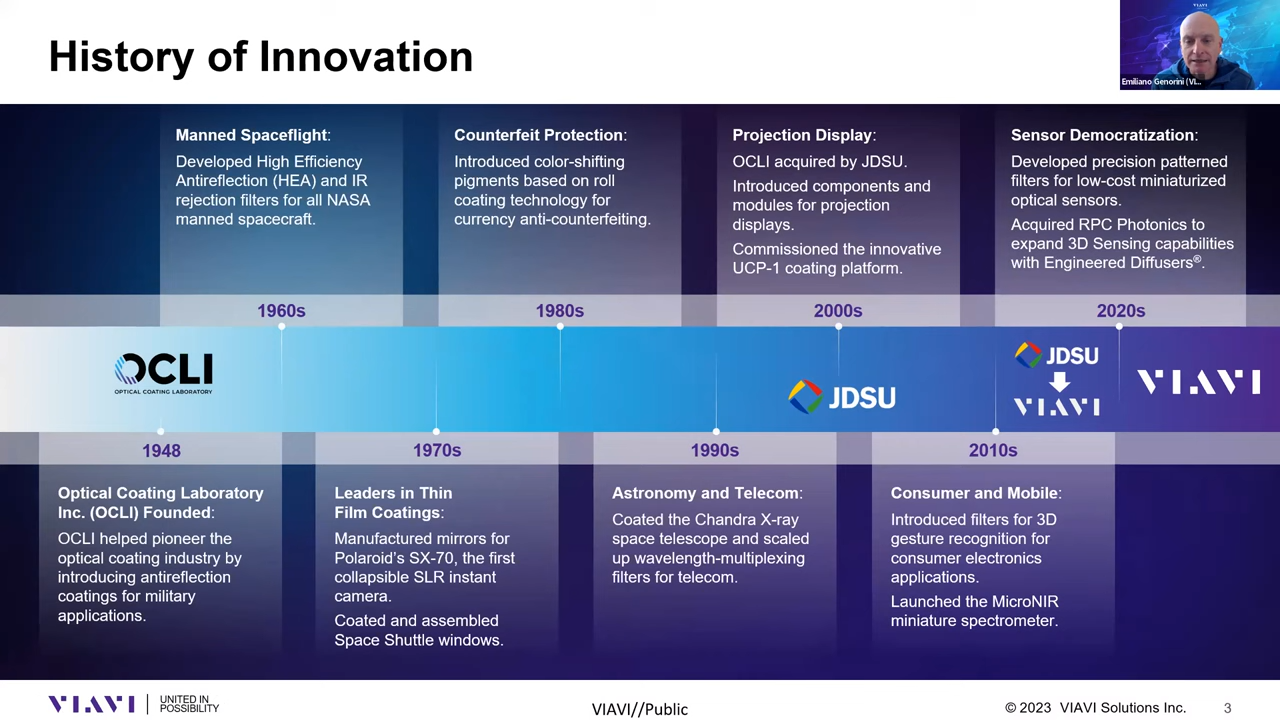 History of Innovation
VIAVI
Emiliano Genorini (VI...
Manned Spaceflight:
Developed High Efficiency
Antireflection (HEA) and IR
rejection filters for all NASA
manned spacecraft.
Counterfeit Protection:
Introduced color-shifting
pigments based on roll
coating technology for
currency anti-counterfeiting.
Projection Display:
OCLI acquired by JDSU.
Introduced components and
modules for projection
displays.
Commissioned the innovative
UCP-1 coating platform.
Sensor Democratization:
Developed precision patterned
filters for low-cost miniaturized
optical sensors.
Acquired RPC Photonics to
expand 3D Sensing capabilities
with Engineered Diffusers®.
1960s
1980s
2000s
2020s
OCLI
OPTICAL COATING LABORATORY
JDSU
JDSU
VIAVI
VIAVI
1948
1970s
1990s
2010s
Optical Coating Laboratory
Inc. (OCLI) Founded:
OCLI helped pioneer the
optical coating industry by
introducing antireflection
coatings for military
applications.
Leaders in Thin
Film Coatings:
Manufactured mirrors for
Polaroid’s SX-70, the first
collapsible SLR instant
camera.
Coated and assembled
Space Shuttle windows.
Astronomy and Telecom:
Coated the Chandra X-ray
space telescope and scaled
up wavelength-multiplexing
filters for telecom.
Consumer and Mobile:
Introduced filters for 3D
gesture recognition for
consumer electronics
applications.
Launched the MicroNIR
miniature spectrometer.
VIAVI
UNITED IN
POSSIBILITY
VIAVI//Public
© 2023 VIAVI Solutions Inc.
3